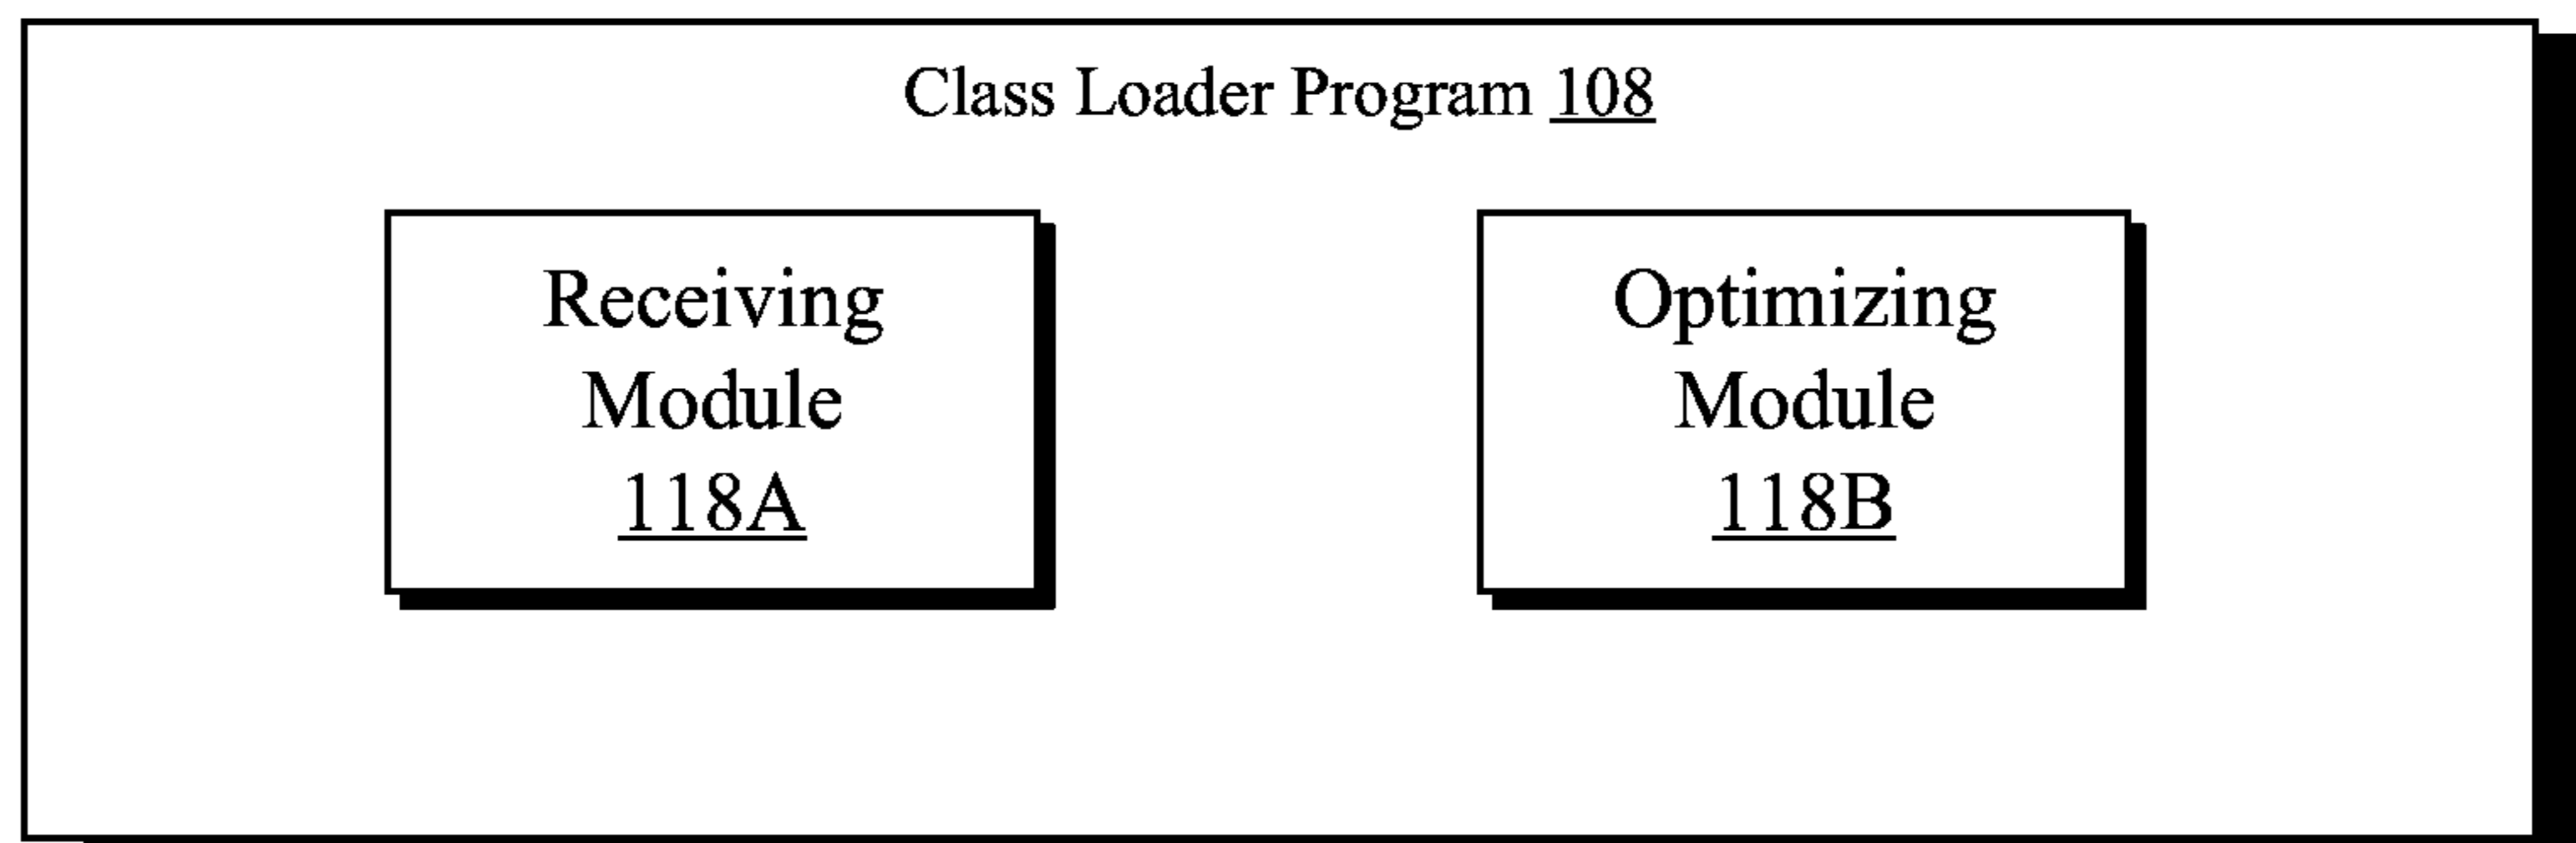 Class Loader Program 108
Receiving
Module
118A
Optimizing
Module
118B